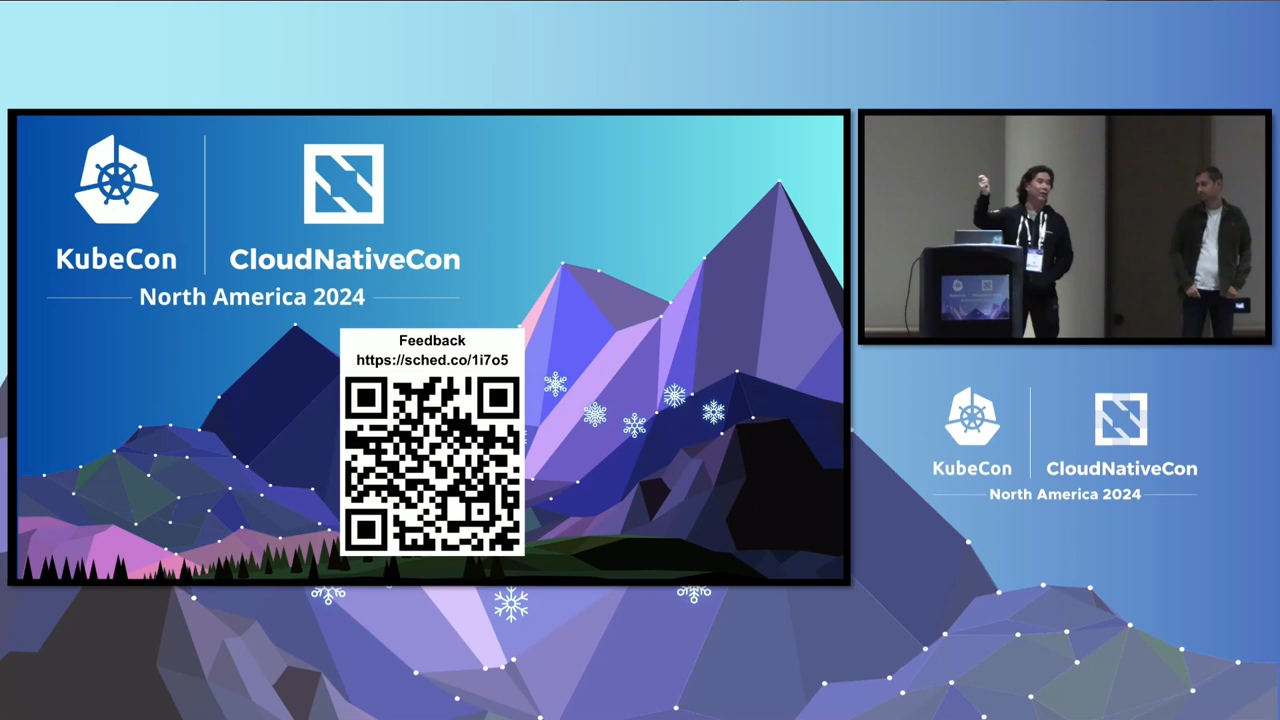 KubeCon
CloudNativeCon
North America 2024
Feedback
https://sched.co/1i7o5
KubeCon
CloudNativeCon
North America 2024